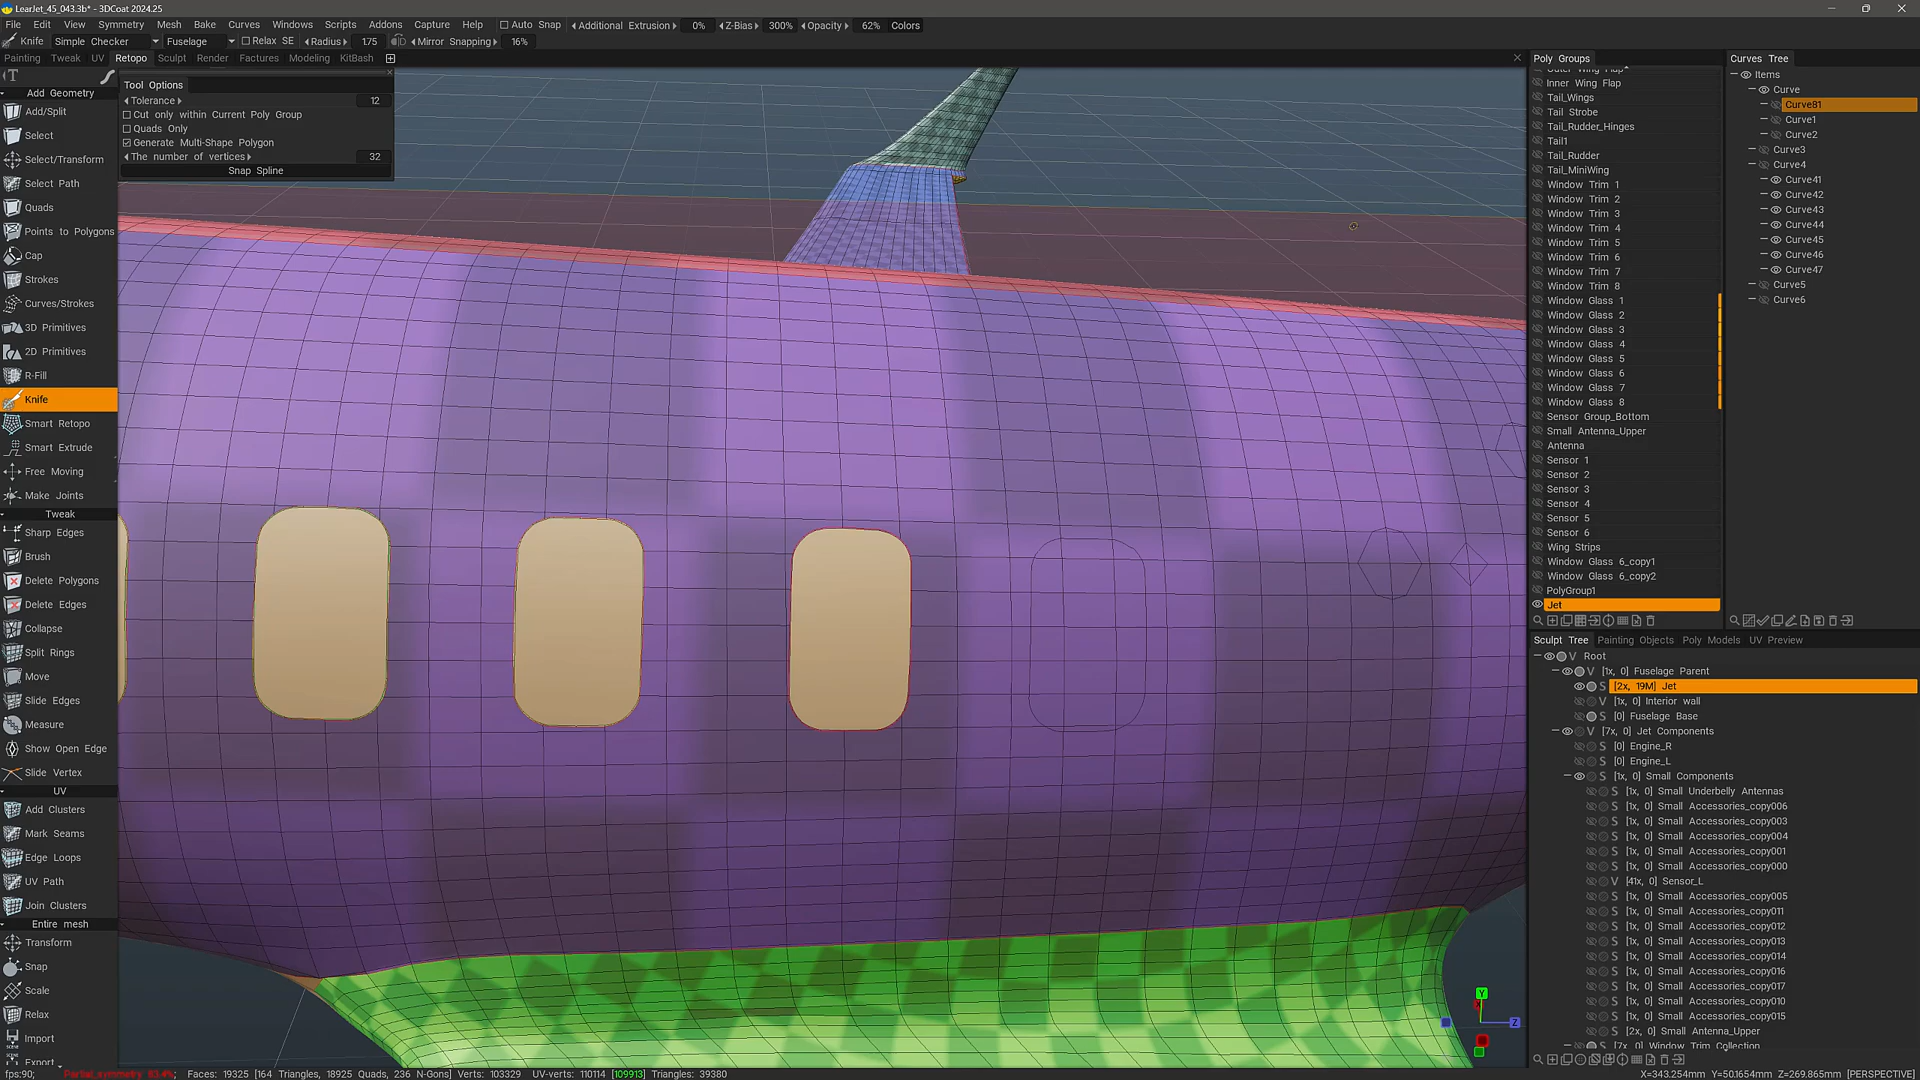 LearJet_45_043.3b* - 3DCoat 2024.25
File Edit View Symmetry Mesh Bake Curves Windows Scripts Addons Capture Help Auto Snap Additional Extrusion 0% Z-Bias 300% Opacity 62% Colors
Knife Simple Checker Fuselage Relax SE Radius 1.75 Mirror Snapping 16%
Painting Tweak UV Retopo Sculpt Render Factures Modeling KitBash
Tool Options
Tolerance 12
Cut only within Current Poly Group
Quads Only
Generate Multi-Shape Polygon
The number of vertices 32
Snap Spline
Add Geometry
Add/Split
Select
Select/Transform
Select Path
Quads
Points to Polygons
Cap
Strokes
Curves/Strokes
3D Primitives
2D Primitives
R-Fill
Knife
Smart Retopo
Smart Extrude
Free Moving
Make Joints
Tweak
Sharp Edges
Brush
Delete Polygons
Delete Edges
Collapse
Split Rings
Move
Slide Edges
Measure
Show Open Edge
Slide Vertex
UV
Add Clusters
Mark Seams
Edge Loops
UV Path
Join Clusters
Entire mesh
Transform
Snap
Scale
Relax
Import
Export
Poly Groups
Outer Wing Flap
Inner Wing Flap
Tail_Wings
Tail Strobe
Tail_Rudder_Hinges
Tail1
Tail_Rudder
Tail_MiniWing
Window Trim 1
Window Trim 2
Window Trim 3
Window Trim 4
Window Trim 5
Window Trim 6
Window Trim 7
Window Trim 8
Window Glass 1
Window Glass 2
Window Glass 3
Window Glass 4
Window Glass 5
Window Glass 6
Window Glass 7
Window Glass 8
Sensor Group_Bottom
Small Antenna_Upper
Antenna
Sensor 1
Sensor 2
Sensor 3
Sensor 4
Sensor 5
Sensor 6
Wing Strips
Window Glass 6_copy1
Window Glass 6_copy2
PolyGroup1
Jet
Curves Tree
Items
Curve
Curve81
Curve1
Curve2
Curve3
Curve4
Curve41
Curve42
Curve43
Curve44
Curve45
Curve46
Curve47
Curve5
Curve6
Sculpt Tree Painting Objects Poly Models UV Preview
V Root
V [1x, 0] Fuselage Parent
S [2x, 19M] Jet
V [1x, 0] Interior wall
S [0] Fuselage Base
V [7x, 0] Jet Components
S [0] Engine_R
S [0] Engine_L
S [1x, 0] Small Components
S [1x, 0] Small Underbelly Antennas
S [1x, 0] Small Accessories_copy006
S [1x, 0] Small Accessories_copy003
S [1x, 0] Small Accessories_copy004
S [1x, 0] Small Accessories_copy001
S [1x, 0] Small Accessories_copy000
V [41x, 0] Sensor_L
S [1x, 0] Small Accessories_copy005
S [1x, 0] Small Accessories_copy011
S [1x, 0] Small Accessories_copy012
S [1x, 0] Small Accessories_copy013
S [1x, 0] Small Accessories_copy014
S [1x, 0] Small Accessories_copy016
S [1x, 0] Small Accessories_copy017
S [1x, 0] Small Accessories_copy010
S [1x, 0] Small Accessories_copy015
S [2x, 0] Small Antenna_Upper
S [7x, 0] Window Trim Collection
Y
X
Z
fps:90; Partial_symmetry 63.4%; Faces: 19325 [164 Triangles, 18925 Quads, 236 N-Gons] Verts: 103329 UV-verts: 110114 [109913] Triangles: 39380
X=343.254mm Y=50.1654mm Z=269.865mm [PERSPECTIVE]